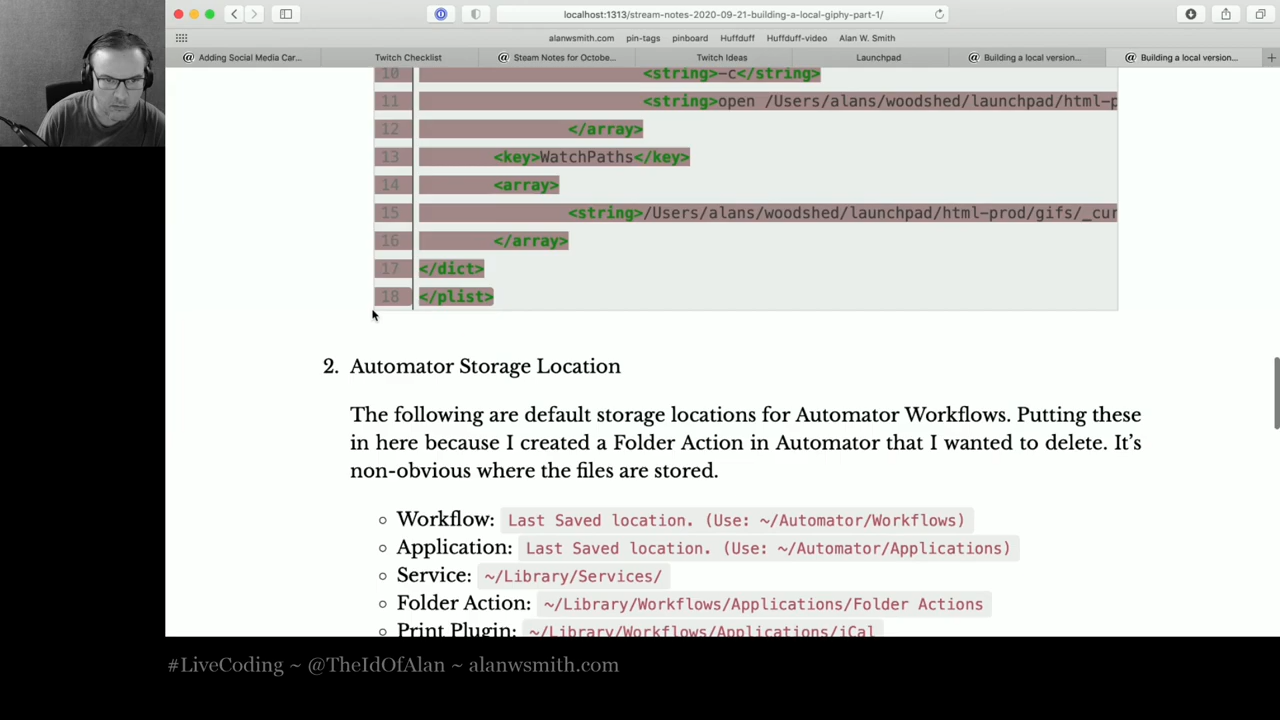 localhost:1313/stream-notes-2020-09-21-building-a-local-giphy-part-1/
alanwsmith.com pin-tags pinboard Huffduff Huffduff-video Alan W. Smith
Adding Social Media Car... Twitch Checklist Steam Notes for Octobe... Twitch Ideas Launchpad Building a local version... Building a local version...
10 <string>-c</string>
11 <string>open /Users/alans/woodshed/launchpad/html-p
12 </array>
13 <key>WatchPaths</key>
14 <array>
15 <string>/Users/alans/woodshed/launchpad/html-prod/gifs/_cur
16 </array>
17 </dict>
18 </plist>
2. Automator Storage Location
The following are default storage locations for Automator Workflows. Putting these
in here because I created a Folder Action in Automator that I wanted to delete. It's
non-obvious where the files are stored.
Workflow: Last Saved location. (Use: ~/Automator/Workflows)
Application: Last Saved location. (Use: ~/Automator/Applications)
Service: ~/Library/Services/
Folder Action: ~/Library/Workflows/Applications/Folder Actions
Print Plugin: ~/Library/Workflows/Applications/iCal
#LiveCoding ~ @TheIdOfAlan ~ alanwsmith.com